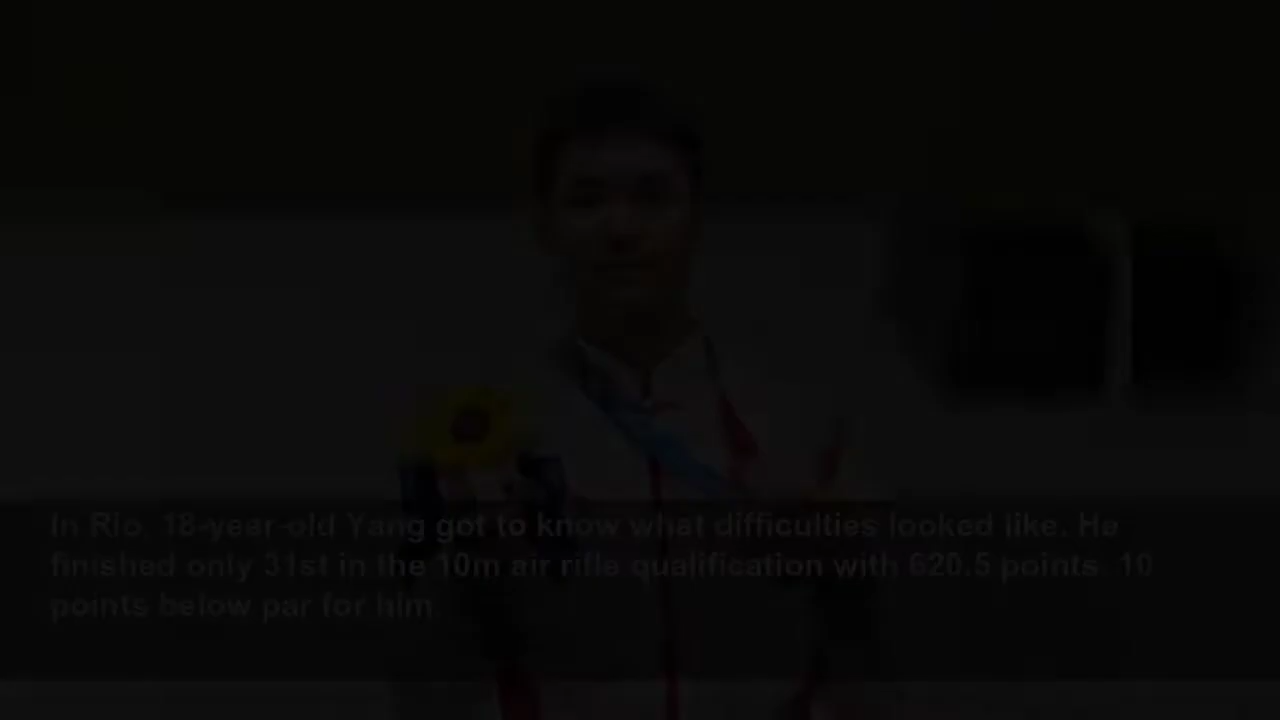 In Rio, 18-year-old Yang got to know what difficulties looked like. He
finished only 31st in the 10m air rifle qualification with 620.5 points, 10
points below par for him.